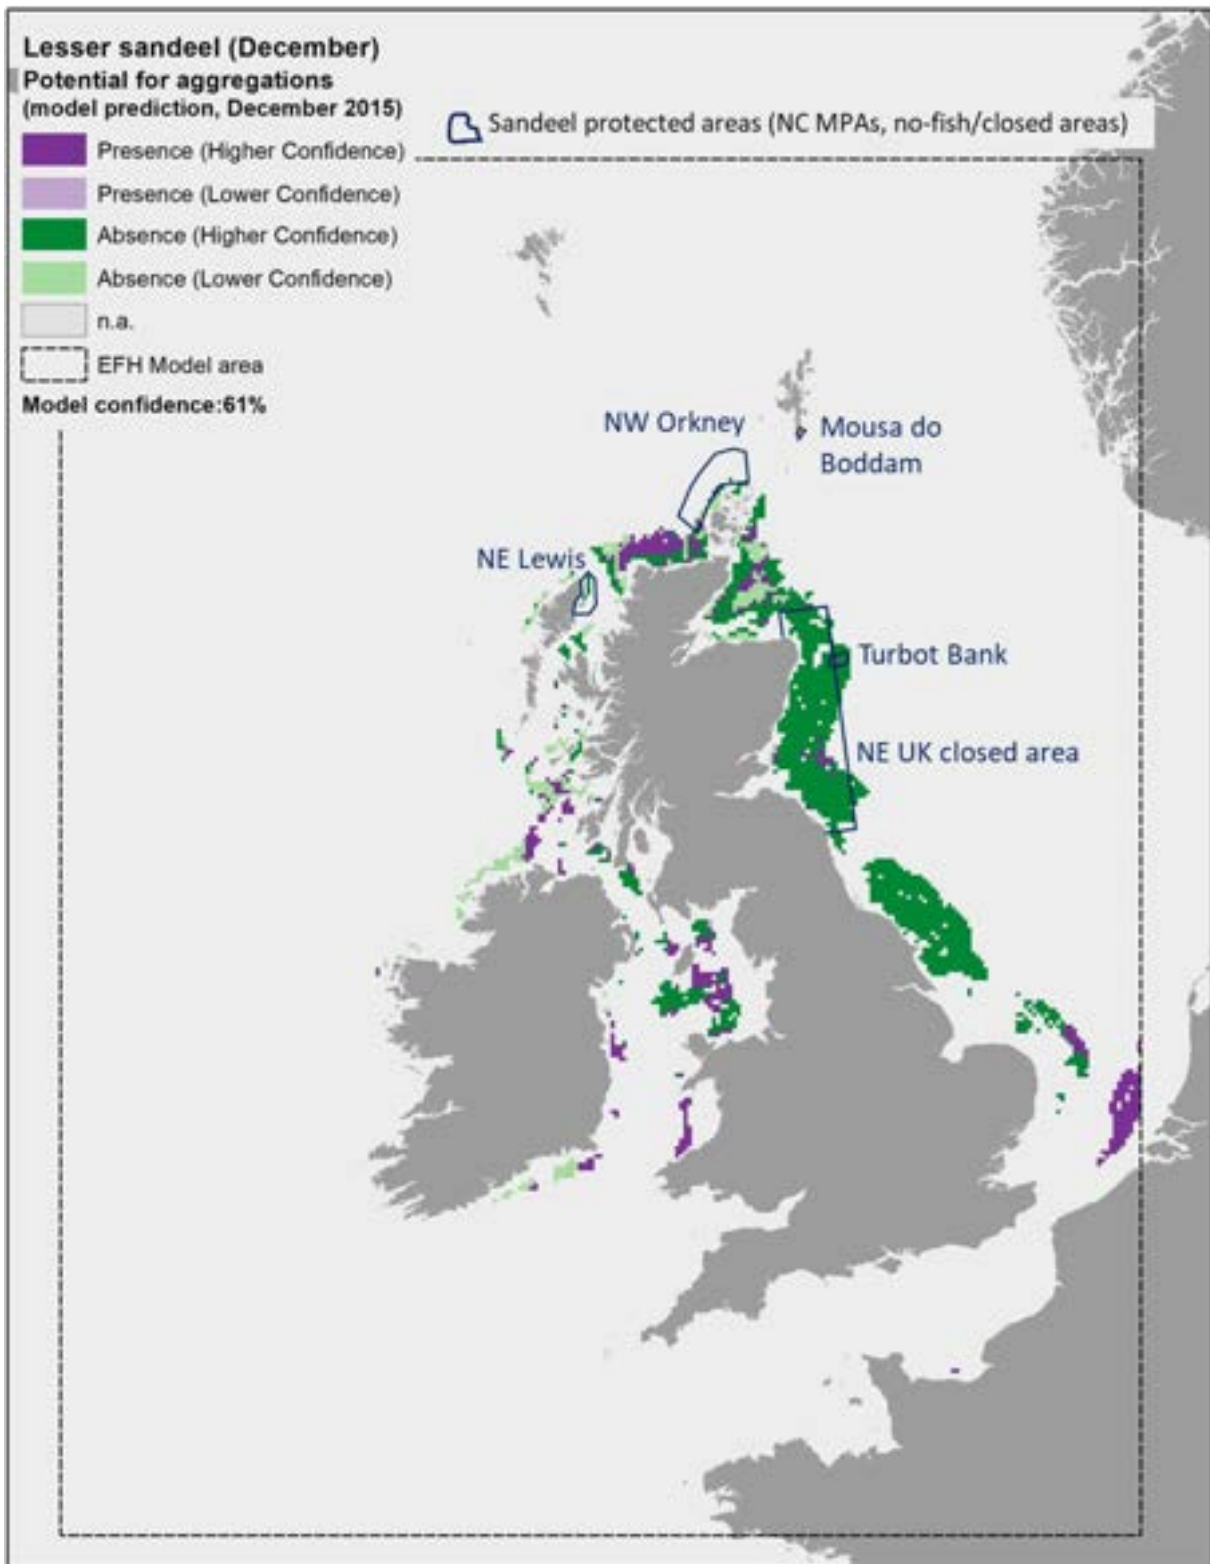 Lesser sandeel (December)
Potential for aggregations
(model prediction, December 2015)
Presence (Higher Confidence)
Presence (Lower Confidence)
Absence (Higher Confidence)
Absence (Lower Confidence)
n.a.
EFH Model area
Model confidence:61%
Sandeel protected areas (NC MPAs, no-fish/closed areas)
NW Orkney
Mousa do
Boddam
NE Lewis
Turbot Bank
NE UK closed area